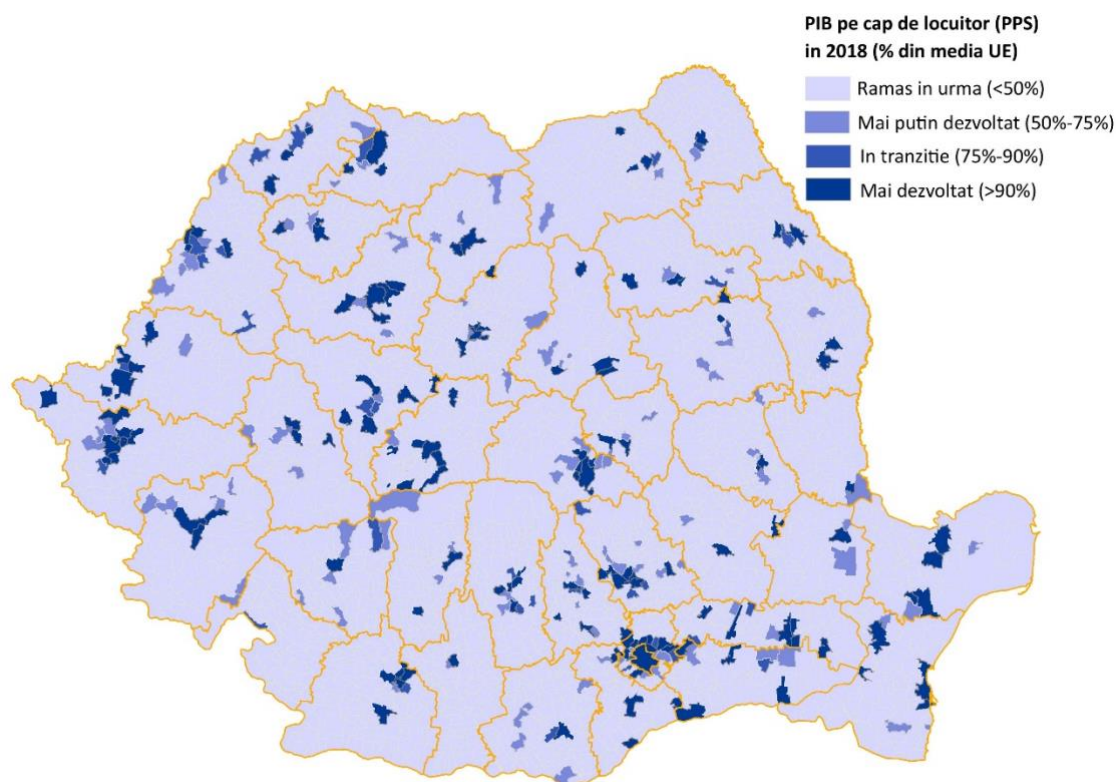 PIB pe cap de locuitor (PPS)
in 2018 (% din media UE)
Ramas in urma (<50%)
Mai putin dezvoltat (50%-75%)
In tranzitie (75%-90%)
Mai dezvoltat (>90%)